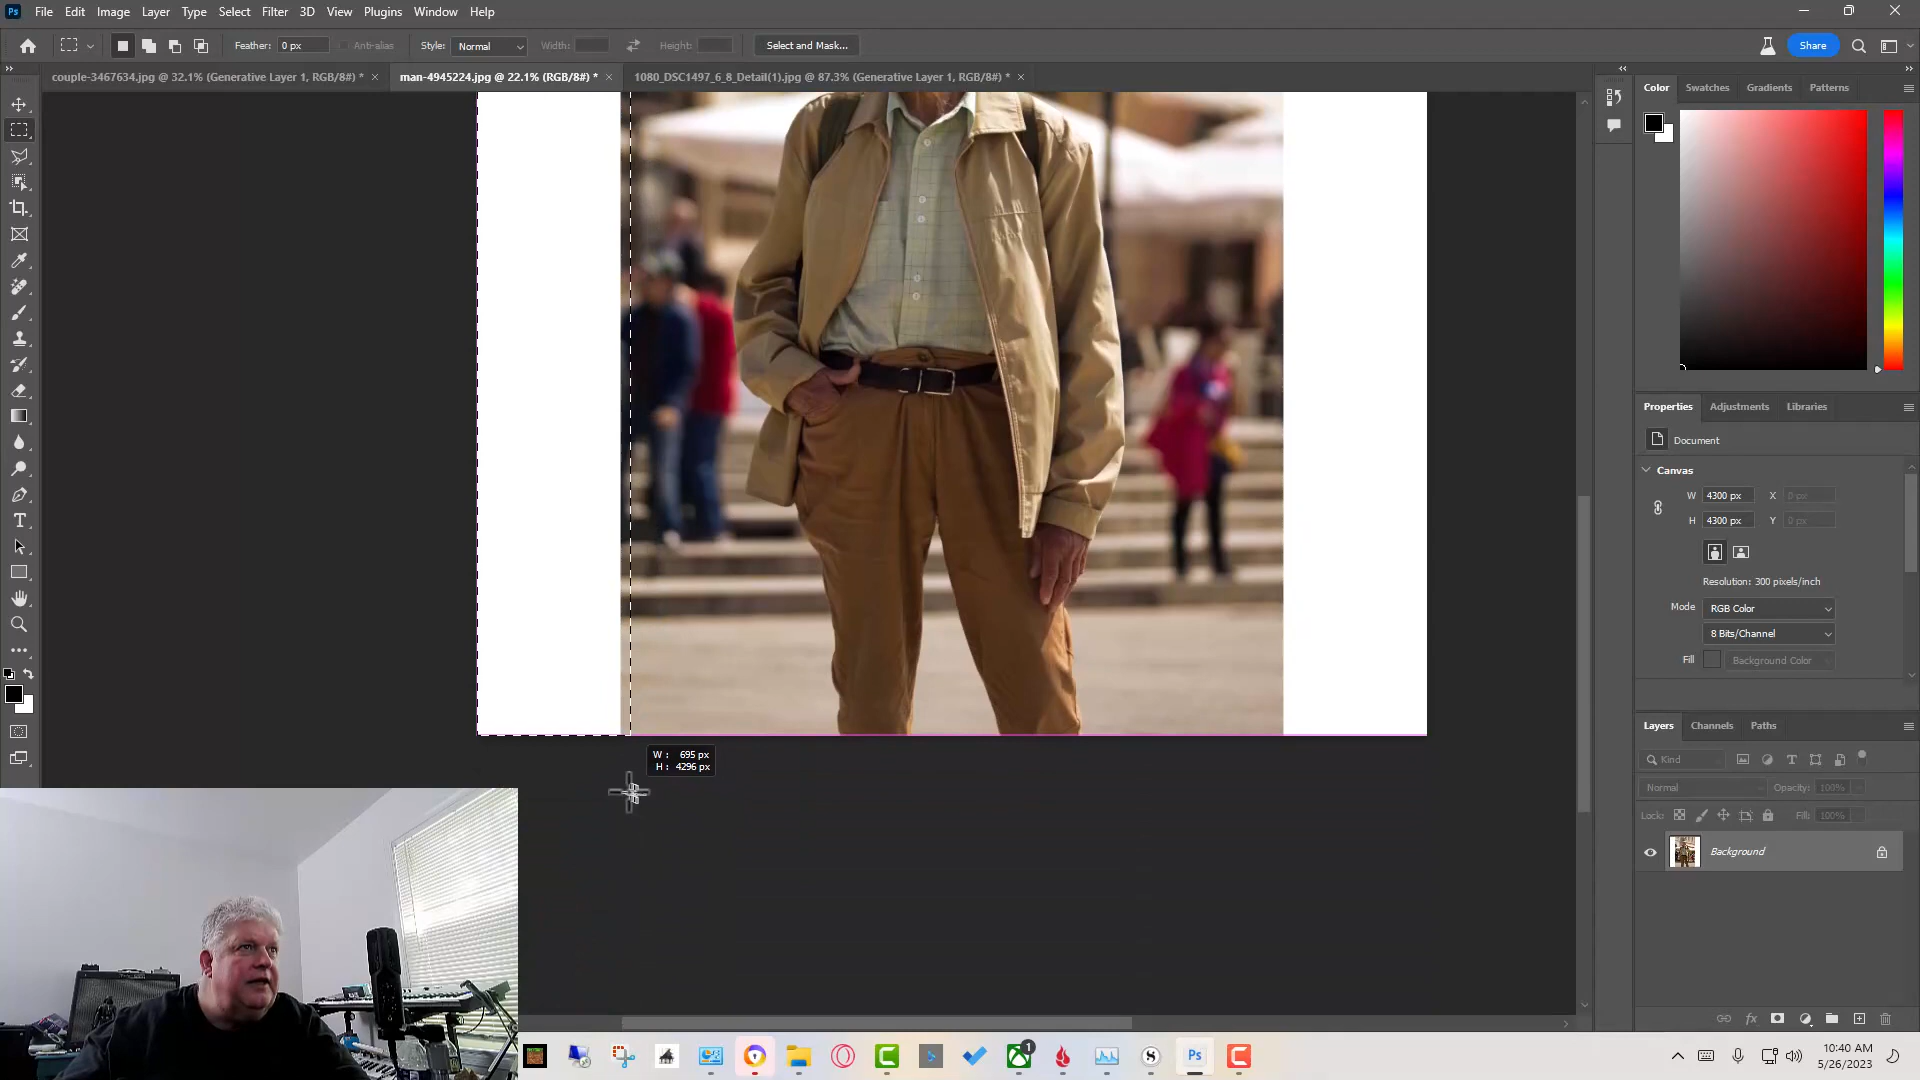 Ps File Edit Image Layer Type Select Filter 3D View Plugins Window Help
Feather: 0 px Anti-alias Style: Normal Width: Height: Select and Mask... Share
couple-3467634.jpg @ 32.1% (Generative Layer 1, RGB/8#) * × man-4945224.jpg @ 22.1% (RGB/8#) * × 1080_DSC1497_6_8_Detail(1).jpg @ 87.3% (Generative Layer 1, RGB/8#) * ×
Color Swatches Gradients Patterns
Properties Adjustments Libraries
Document
Canvas
W 4300 px X 0 px
H 4300 px Y 0 px
Resolution: 300 pixels/inch
Mode RGB Color
8 Bits/Channel
Fill Background Color
Layers Channels Paths
Kind
Normal Opacity: 100%
Lock: Fill: 100%
Background
W : 695 px
H : 4296 px
1
Ps
10:40 AM
5/26/2023